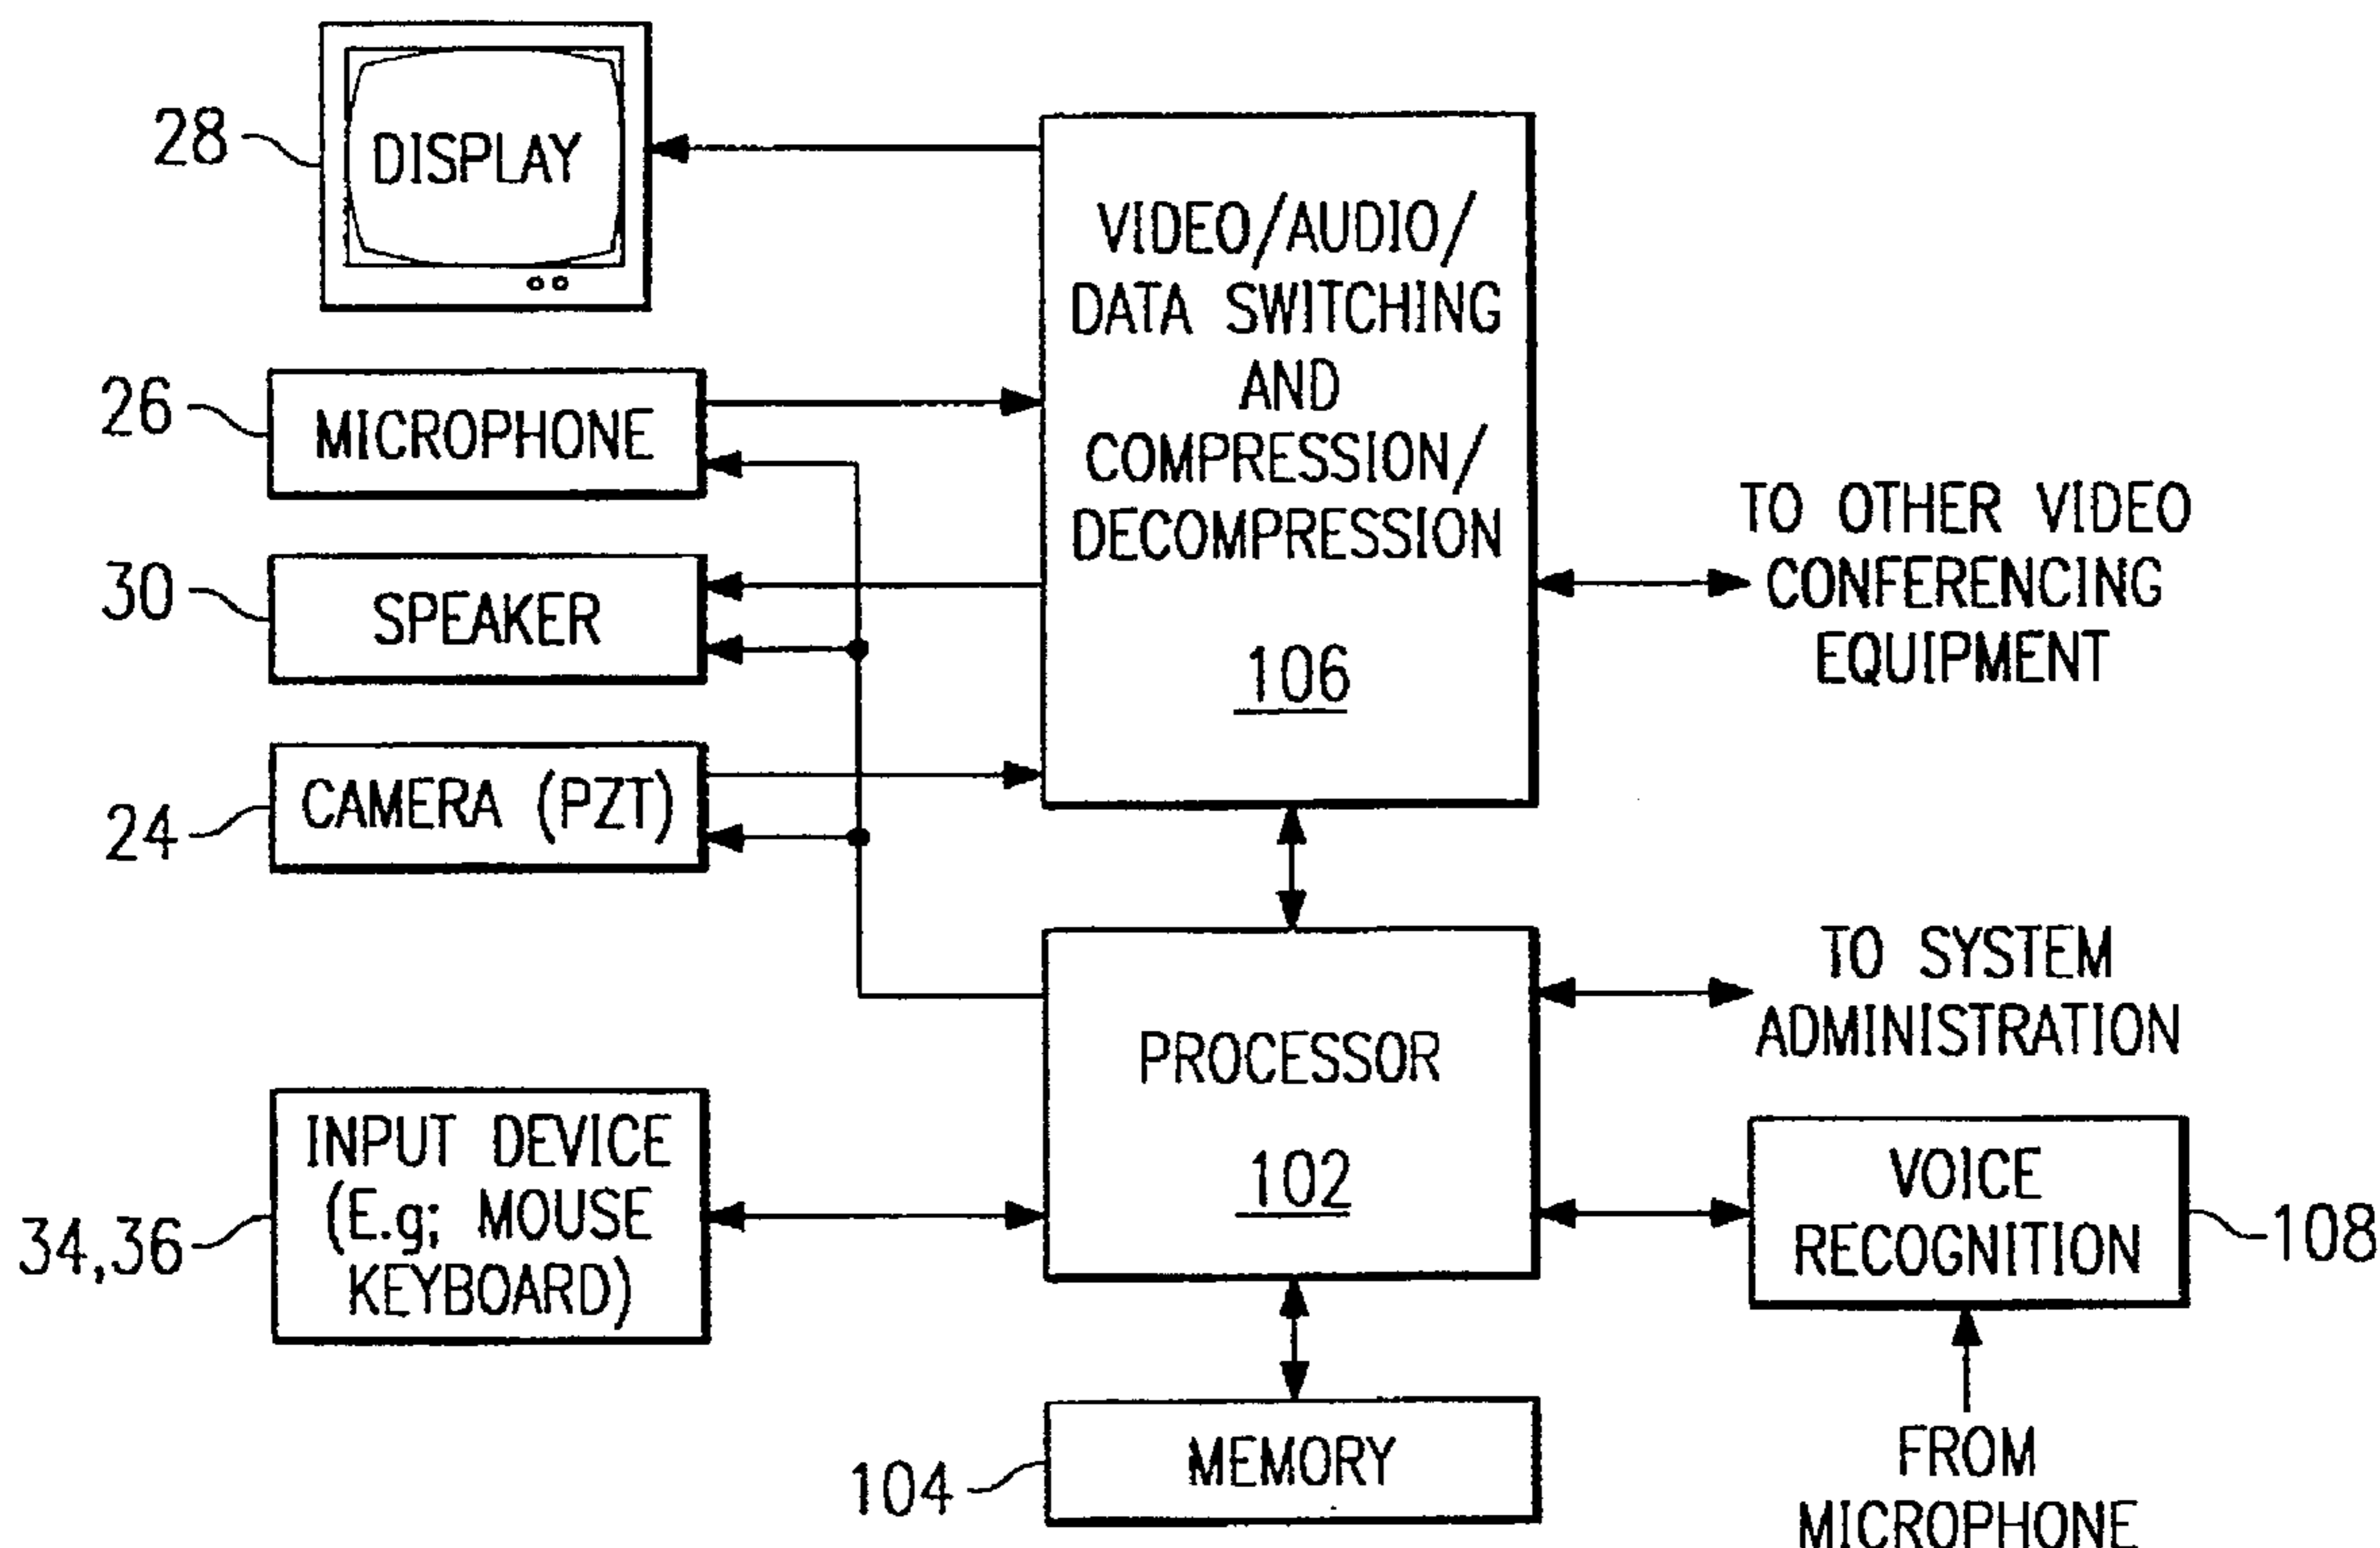 28
DISPLAY
26
MICROPHONE
30
SPEAKER
24
CAMERA (PZT)
VIDEO/AUDIO/
DATA SWITCHING
AND
COMPRESSION/
DECOMPRESSION
106
TO OTHER VIDEO
CONFERENCING
EQUIPMENT
PROCESSOR
102
TO SYSTEM
ADMINISTRATION
34,36
INPUT DEVICE
(E.g; MOUSE
KEYBOARD)
VOICE
RECOGNITION
108
FROM
MICROPHONE
104
MEMORY